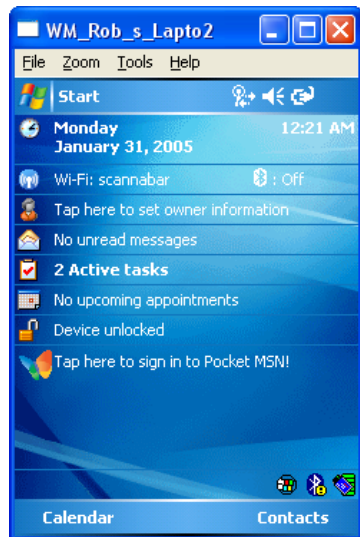 WM_Rob_s_Lapto2
File Zoom Tools Help
Start
Monday 12:21 AM
January 31, 2005
Wi-Fi: scannabar : Off
Tap here to set owner information
No unread messages
2 Active tasks
No upcoming appointments
Device unlocked
Tap here to sign in to Pocket MSN!
Calendar Contacts